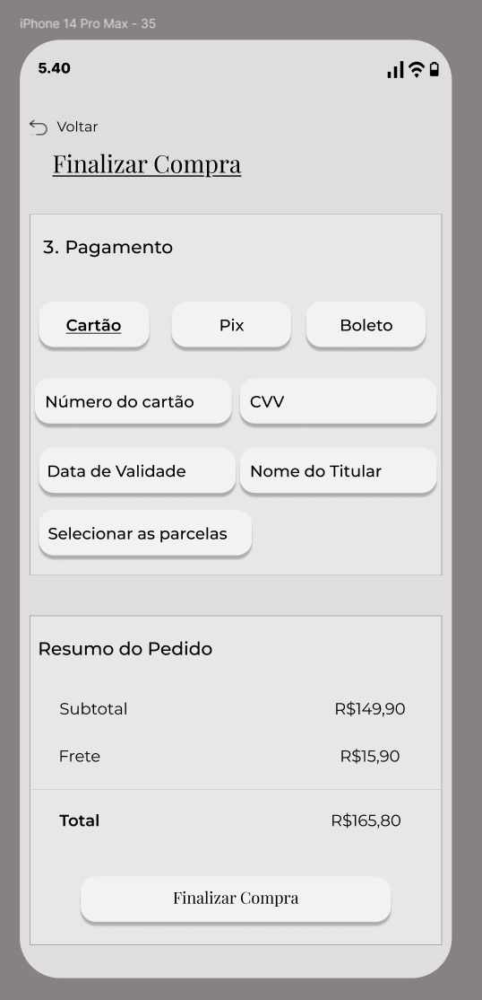 iPhone 14 Pro Max - 35
5.40
Voltar
Finalizar Compra
3. Pagamento
Cartão Pix Boleto
Número do cartão CVV
Data de Validade Nome do Titular
Selecionar as parcelas
Resumo do Pedido
Subtotal R$149,90
Frete R$15,90
Total R$165,80
Finalizar Compra